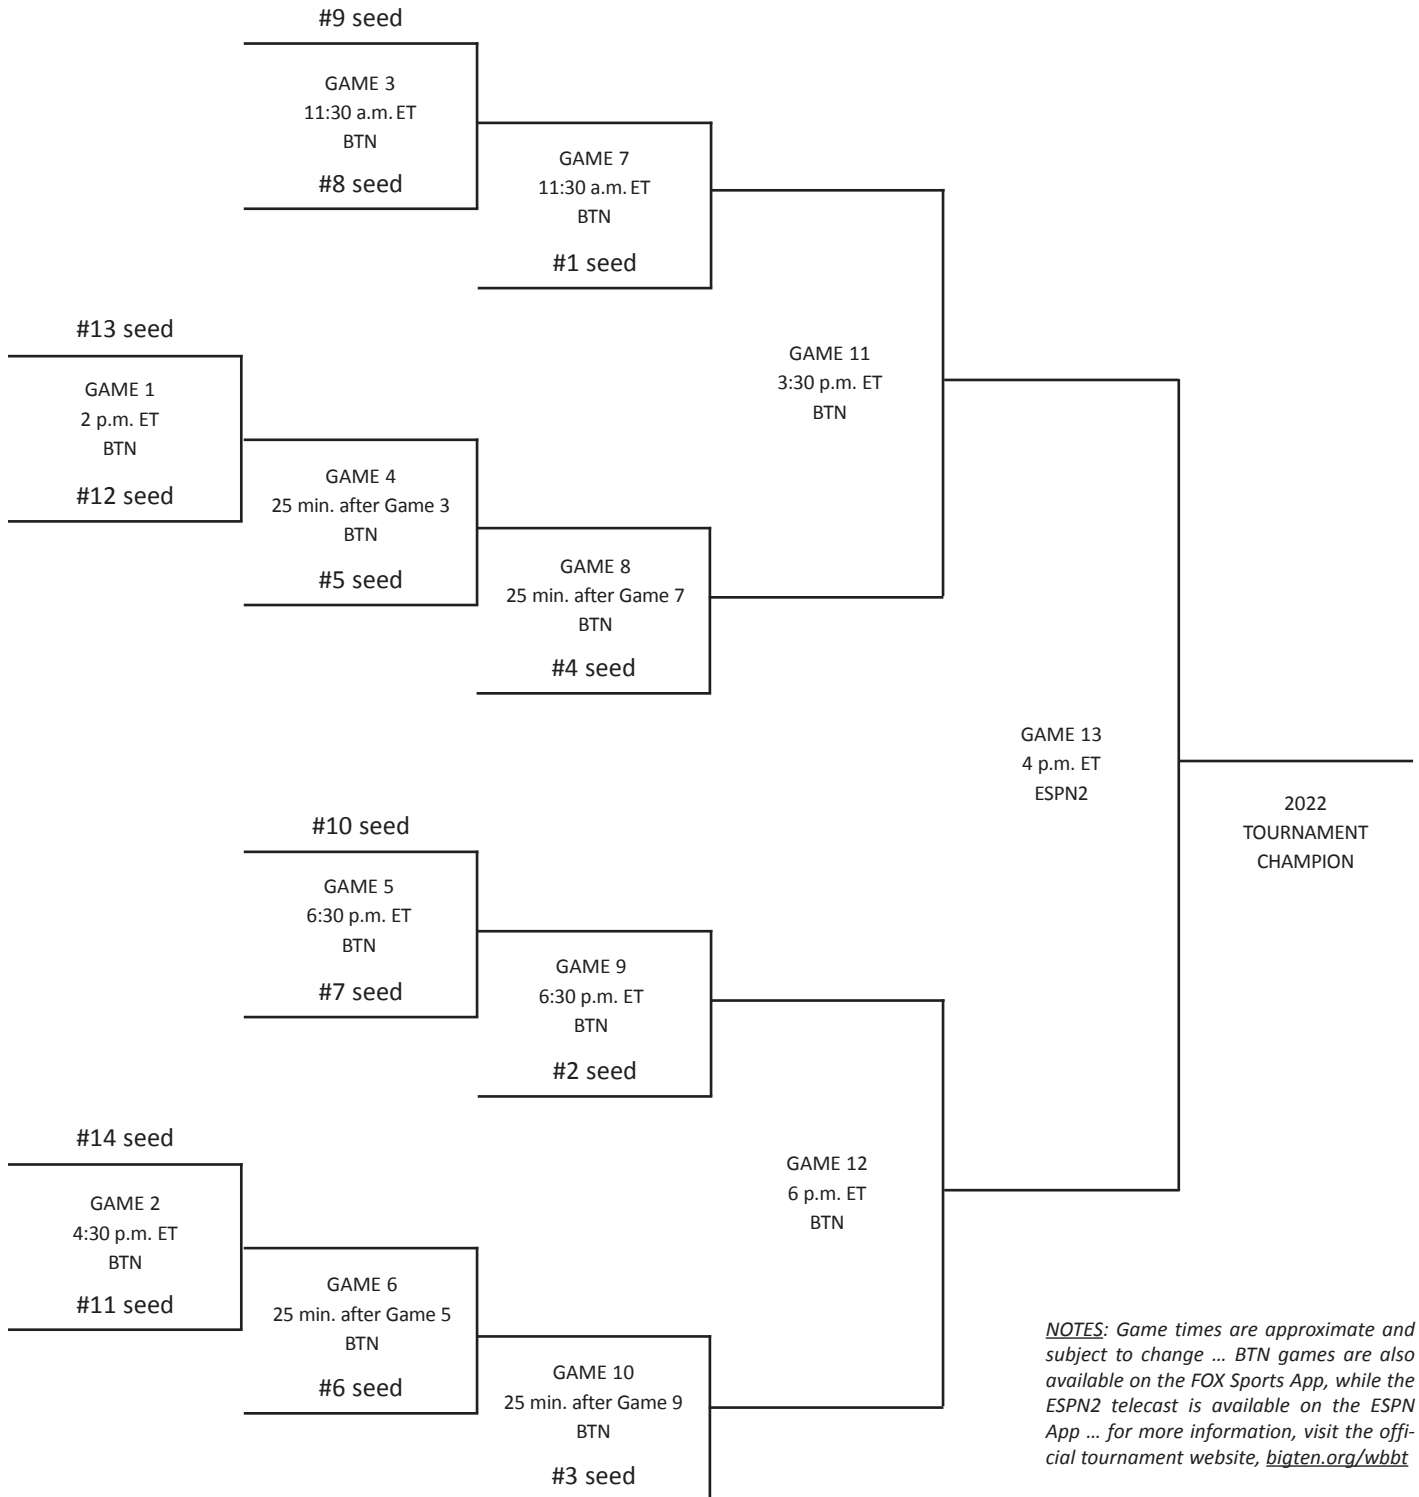 #9 seed
GAME 3
11:30 a.m. ET
BTN
#8 seed
GAME 7
11:30 a.m. ET
BTN
#1 seed
#13 seed
GAME 1
2 p.m. ET
BTN
#12 seed
GAME 11
3:30 p.m. ET
BTN
GAME 4
25 min. after Game 3
BTN
#5 seed
GAME 8
25 min. after Game 7
BTN
#4 seed
GAME 13
4 p.m. ET
ESPN2
2022
TOURNAMENT
CHAMPION
#10 seed
GAME 5
6:30 p.m. ET
BTN
#7 seed
GAME 9
6:30 p.m. ET
BTN
#2 seed
#14 seed
GAME 2
4:30 p.m. ET
BTN
#11 seed
GAME 12
6 p.m. ET
BTN
GAME 6
25 min. after Game 5
BTN
#6 seed
GAME 10
25 min. after Game 9
BTN
#3 seed
NOTES: Game times are approximate and
subject to change ... BTN games are also
available on the FOX Sports App, while the
ESPN2 telecast is available on the ESPN
App ... for more information, visit the offi-
cial tournament website, bigten.org/wbbt